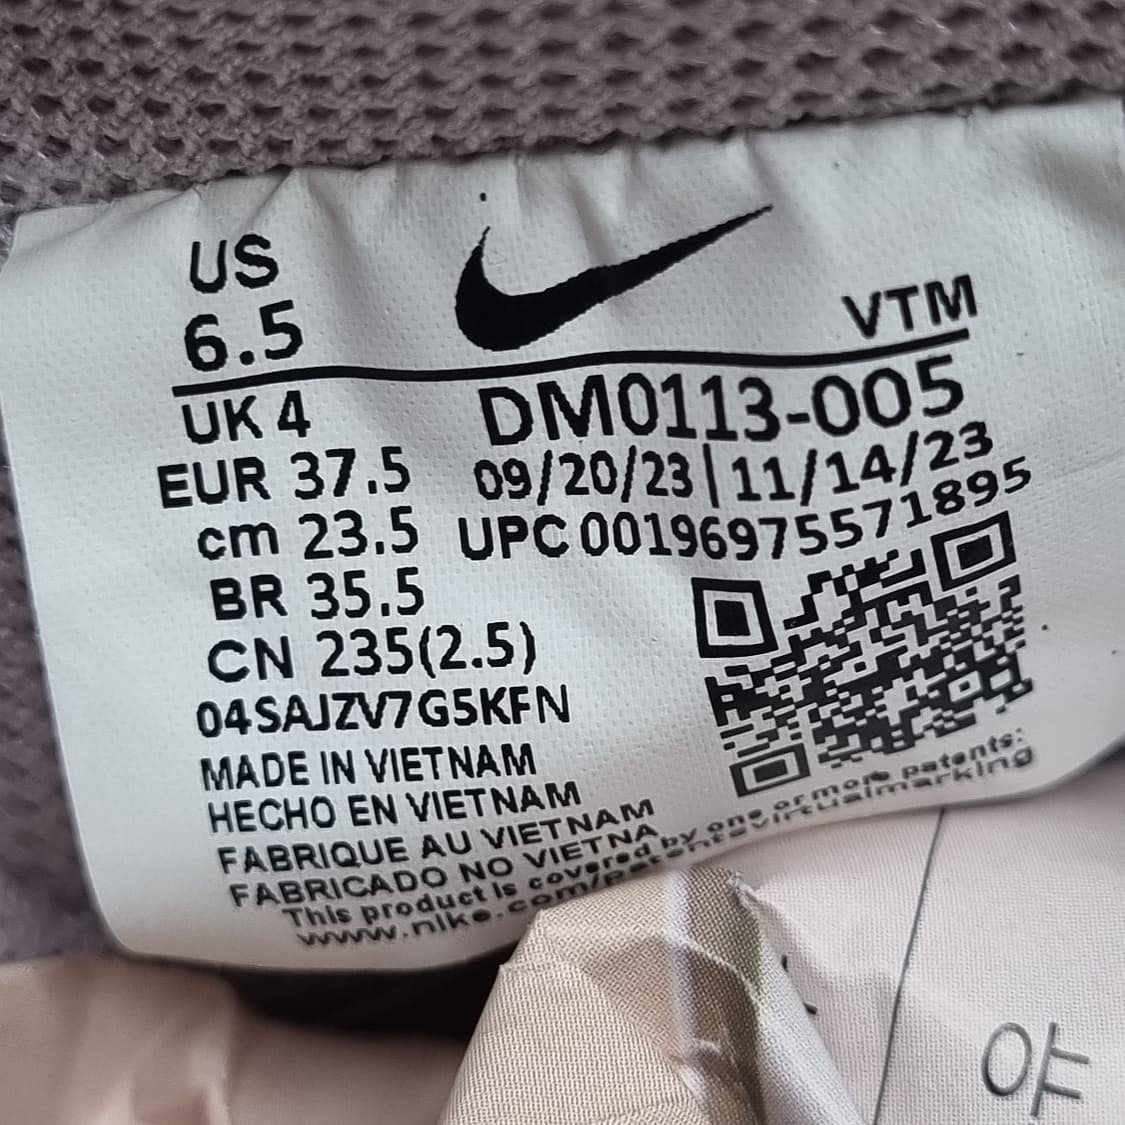 US
6.5
VTM
UK 4
DM0113-005
EUR 37.5
09/20/23 | 11/14/23
cm 23.5
UPC 00196975571895
BR 35.5
CN 235(2.5)
04SAJZV7G5KFN
MADE IN VIETNAM
HECHO EN VIETNAM
FABRIQUE AU VIETNAM
FABRICADO NO VIETNA
This product is covered by one or more patents:
www.nike.com/patentsvirtualmarking
야